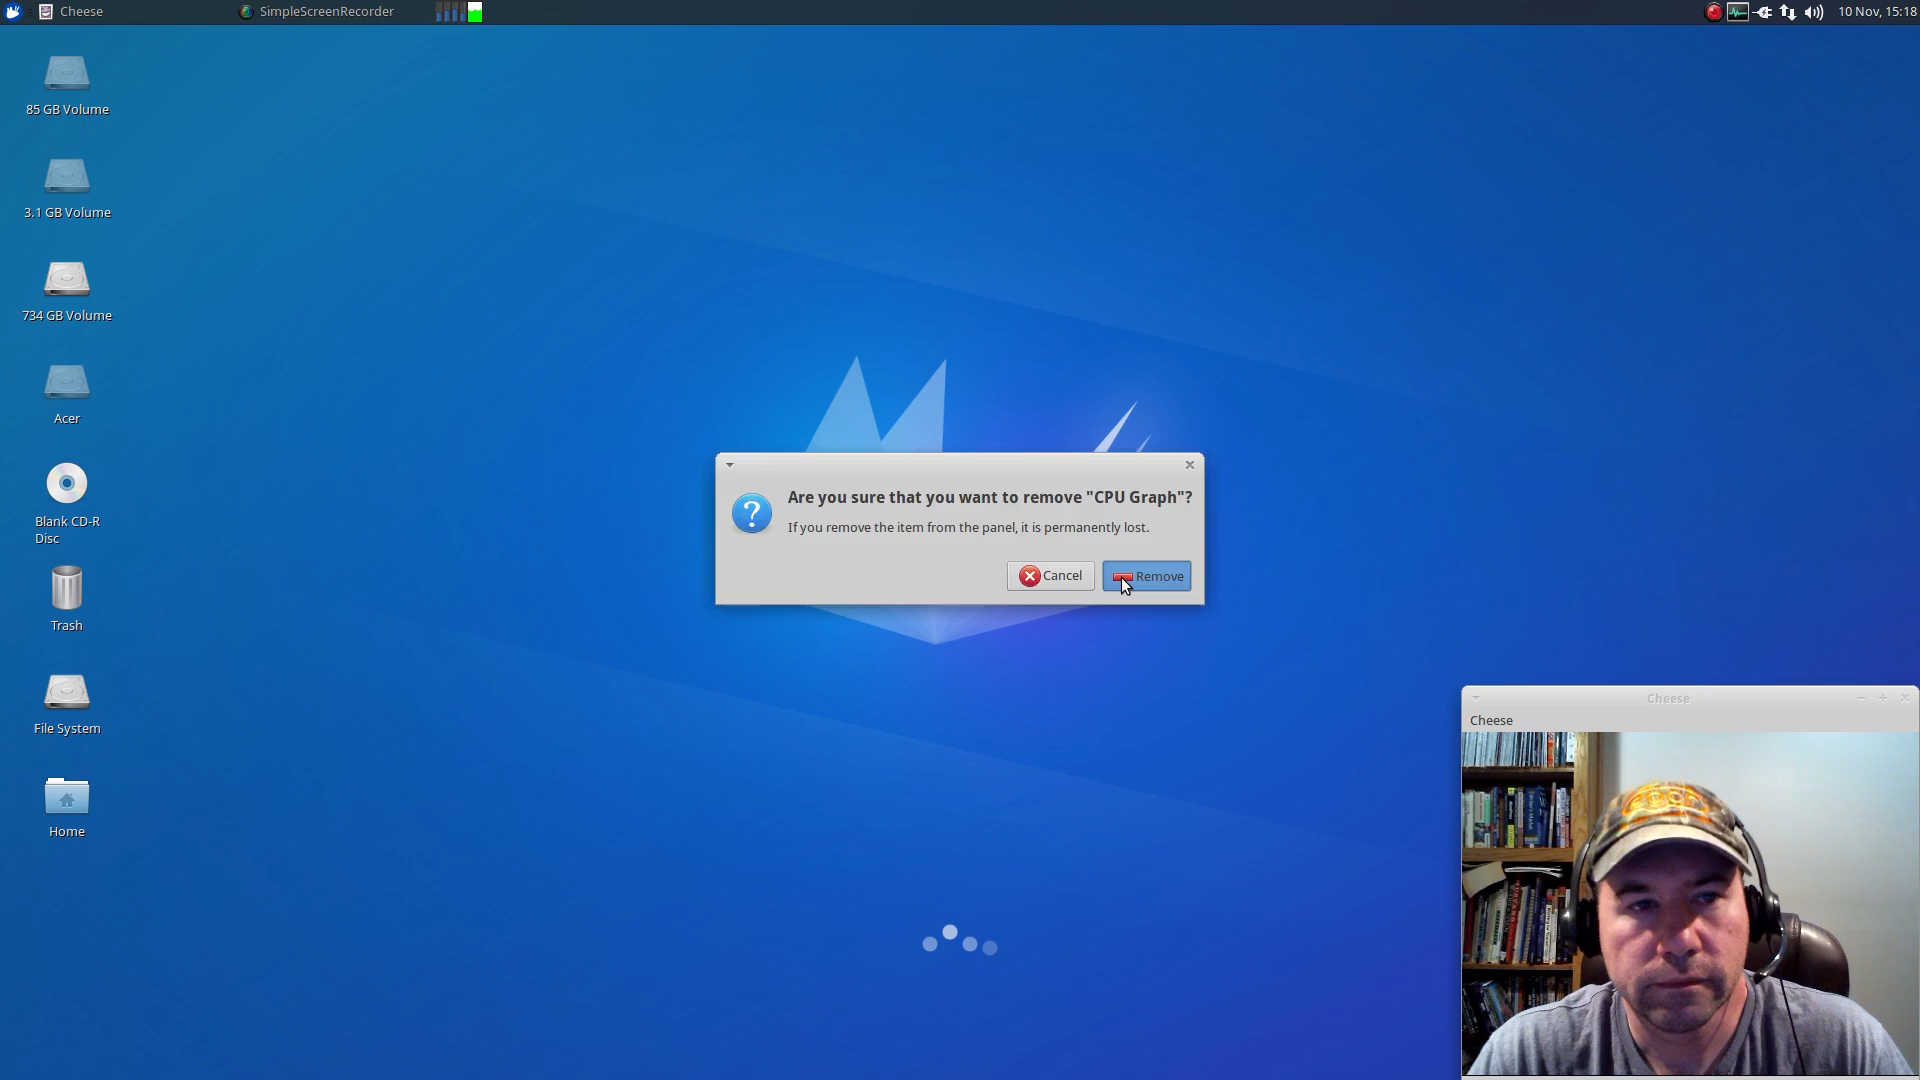 Cheese
SimpleScreenRecorder
10 Nov, 15:18
85 GB Volume
3.1 GB Volume
734 GB Volume
Acer
Blank CD-R
Disc
Trash
File System
Home
Are you sure that you want to remove "CPU Graph"?
If you remove the item from the panel, it is permanently lost.
Cancel
Remove
Cheese
Cheese